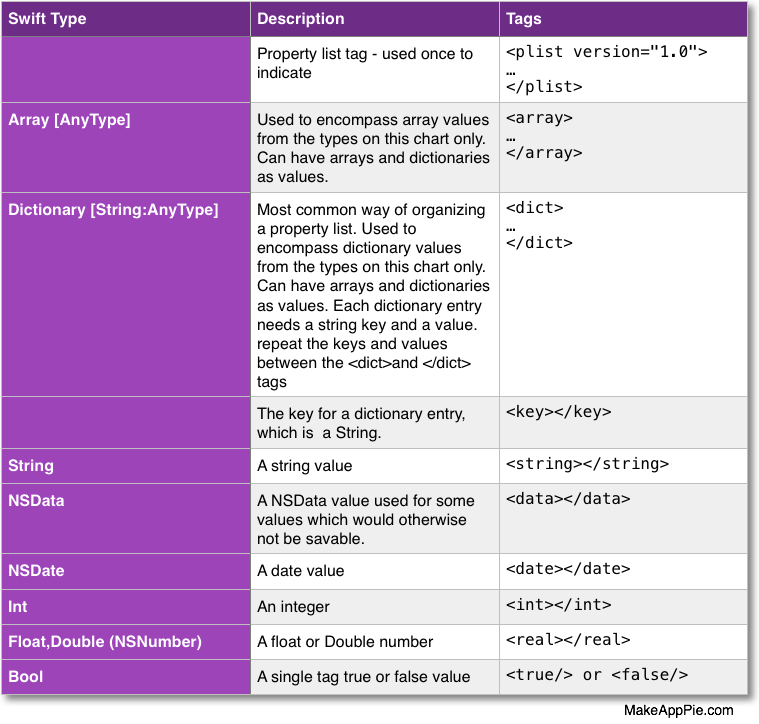 Swift Type Description Tags
Property list tag - used once to <plist version="1.0">
indicate …
</plist>
Array [AnyType] Used to encompass array values <array>
from the types on this chart only. …
Can have arrays and dictionaries </array>
as values.
Dictionary [String:AnyType] Most common way of organizing <dict>
a property list. Used to …
encompass dictionary values </dict>
from the types on this chart only.
Can have arrays and dictionaries
as values. Each dictionary entry
needs a string key and a value.
repeat the keys and values
between the <dict>and </dict>
tags
The key for a dictionary entry, <key></key>
which is  a String.
String A string value <string></string>
NSData A NSData value used for some <data></data>
values which would otherwise
not be savable.
NSDate A date value <date></date>
Int An integer <int></int>
Float,Double (NSNumber) A float or Double number <real></real>
Bool A single tag true or false value <true/> or <false/>
MakeAppPie.com